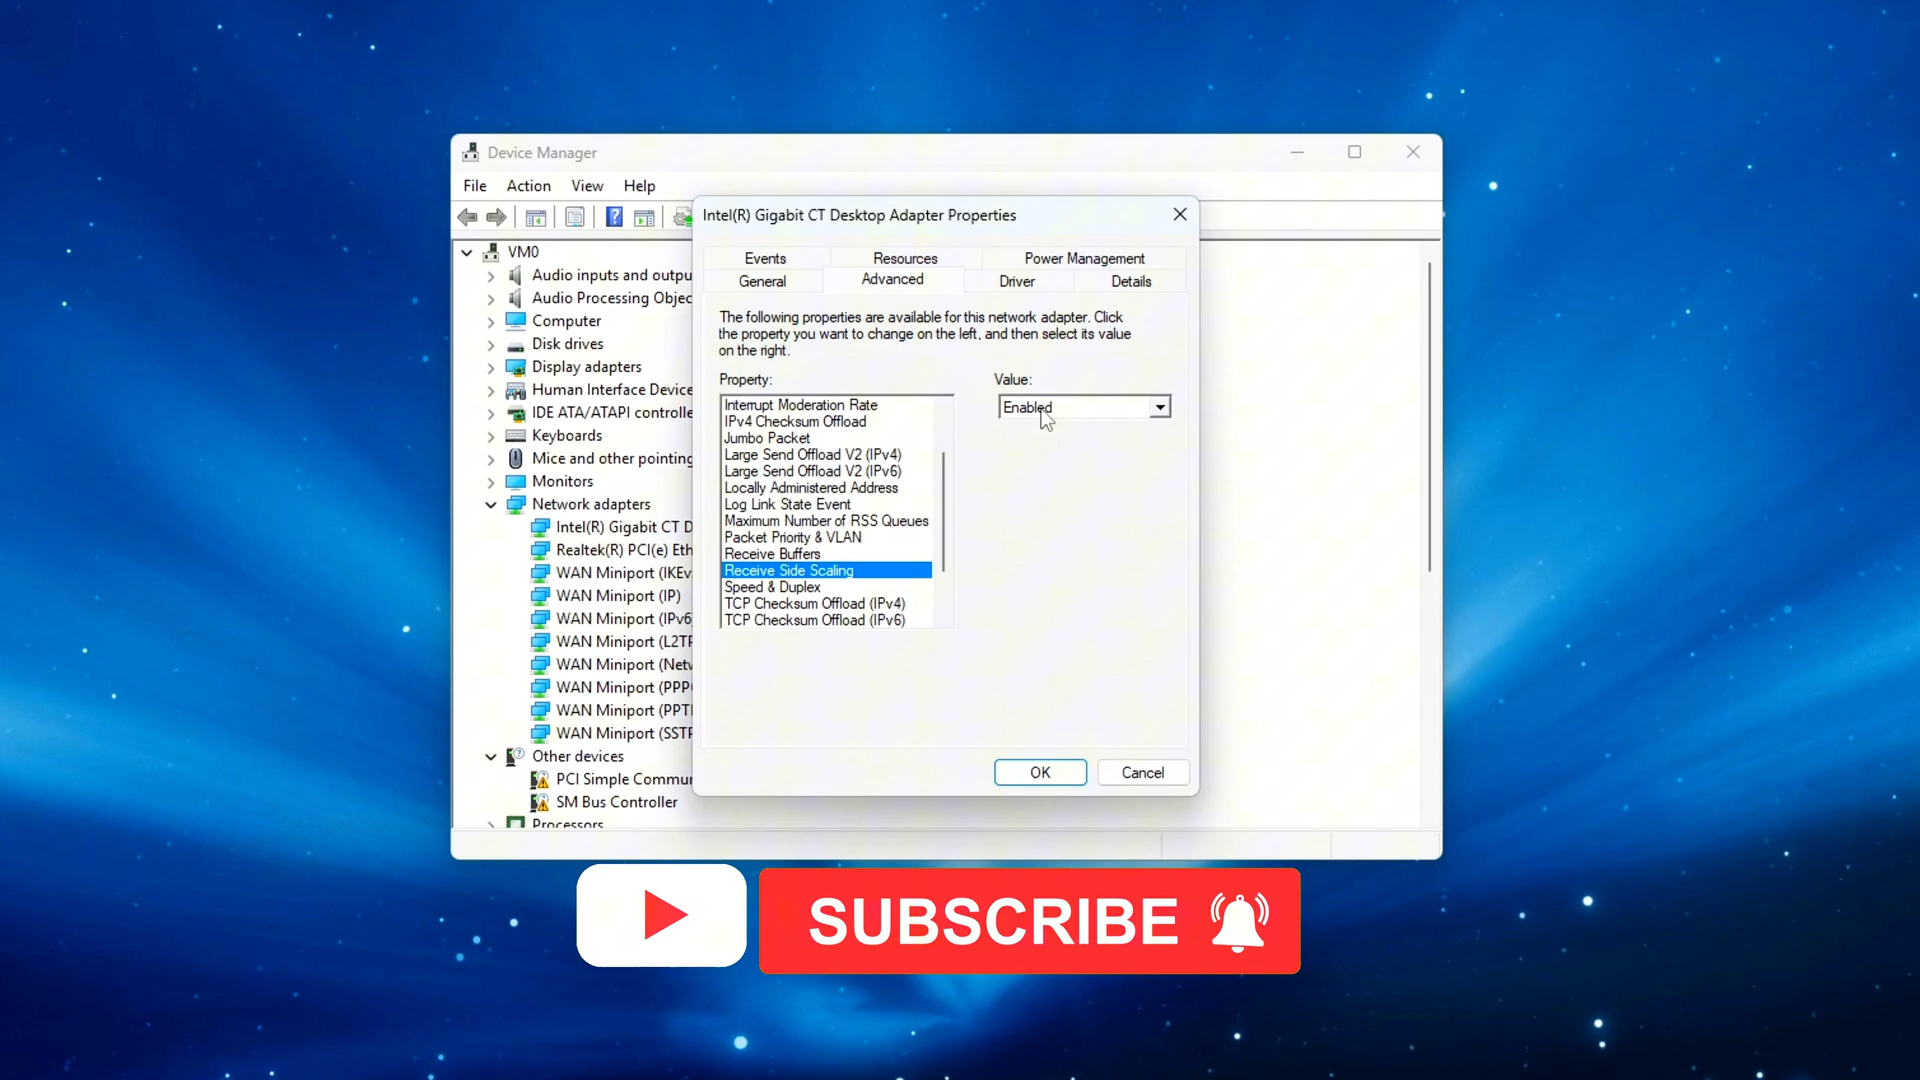 Device Manager
File Action View Help
Intel(R) Gigabit CT Desktop Adapter Properties
VM0
Audio inputs and outpu
Audio Processing Objec
Computer
Disk drives
Display adapters
Human Interface Device
IDE ATA/ATAPI controlle
Keyboards
Mice and other pointing
Monitors
Network adapters
Intel(R) Gigabit CT D
Realtek(R) PCI(e) Eth
WAN Miniport (IKEv
WAN Miniport (IP)
WAN Miniport (IPv6
WAN Miniport (L2TP
WAN Miniport (Netw
WAN Miniport (PPPO
WAN Miniport (PPTP
WAN Miniport (SSTP
Other devices
PCI Simple Commun
SM Bus Controller
Processors
Events Resources Power Management
General Advanced Driver Details
The following properties are available for this network adapter. Click
the property you want to change on the left, and then select its value
on the right.
Property: Value:
Enabled
Interrupt Moderation Rate
IPv4 Checksum Offload
Jumbo Packet
Large Send Offload V2 (IPv4)
Large Send Offload V2 (IPv6)
Locally Administered Address
Log Link State Event
Maximum Number of RSS Queues
Packet Priority & VLAN
Receive Buffers
Receive Side Scaling
Speed & Duplex
TCP Checksum Offload (IPv4)
TCP Checksum Offload (IPv6)
OK Cancel
SUBSCRIBE